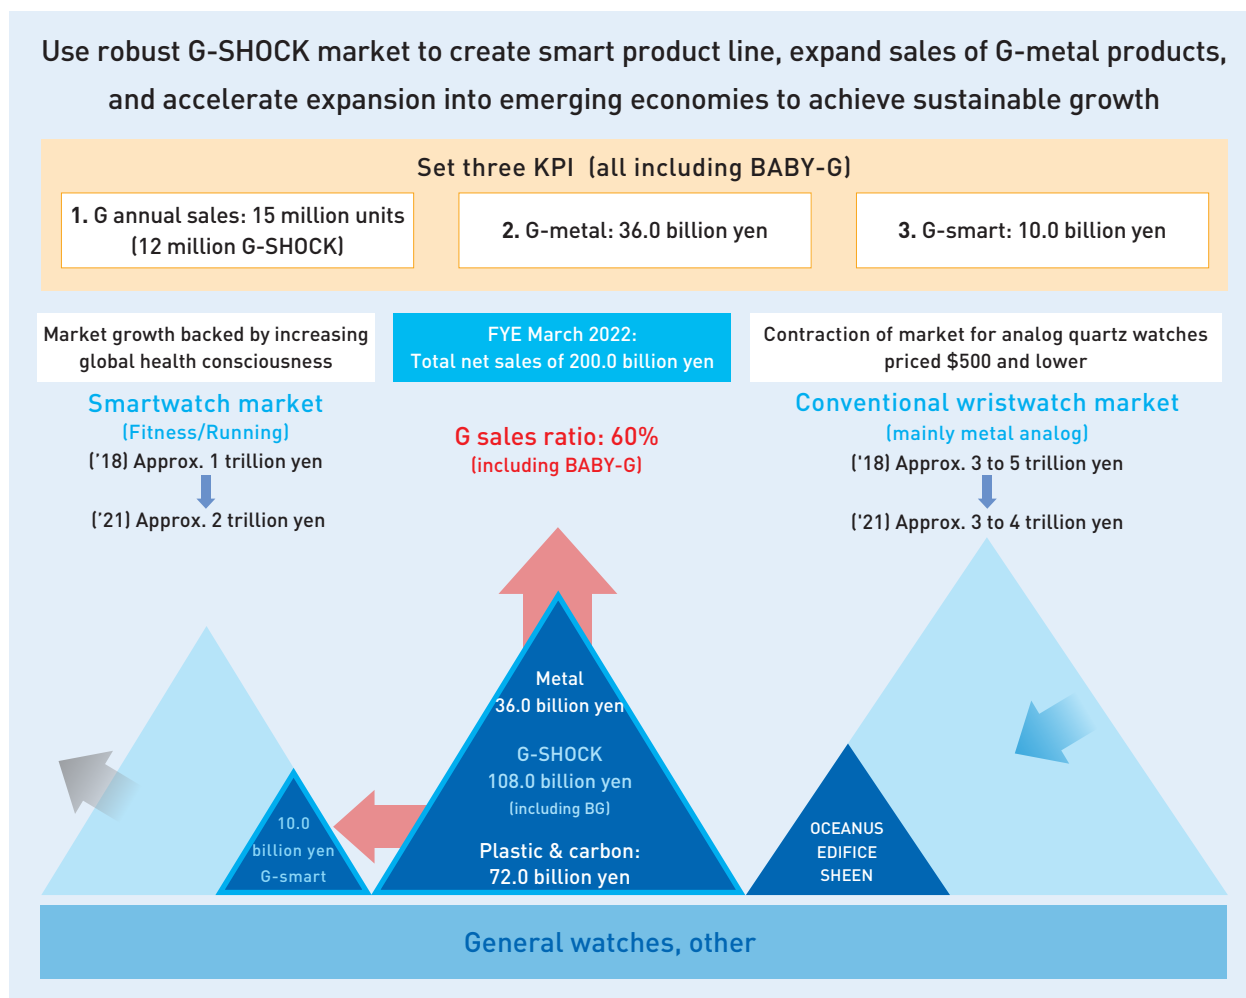 Use robust G-SHOCK market to create smart product line, expand sales of G-metal products,
and accelerate expansion into emerging economies to achieve sustainable growth
Set three KPI (all including BABY-G)
1. G annual sales: 15 million units
(12 million G-SHOCK)
2. G-metal: 36.0 billion yen
3. G-smart: 10.0 billion yen
Market growth backed by increasing
global health consciousness
Smartwatch market
(Fitness/Running)
('18) Approx. 1 trillion yen
('21) Approx. 2 trillion yen
FYE March 2022:
Total net sales of 200.0 billion yen
G sales ratio: 60%
(including BABY-G)
Contraction of market for analog quartz watches
priced $500 and lower
Conventional wristwatch market
(mainly metal analog)
('18) Approx. 3 to 5 trillion yen
('21) Approx. 3 to 4 trillion yen
10.0
billion yen
G-smart
Metal
36.0 billion yen
G-SHOCK
108.0 billion yen
(including BG)
Plastic & carbon:
72.0 billion yen
OCEANUS
EDIFICE
SHEEN
General watches, other